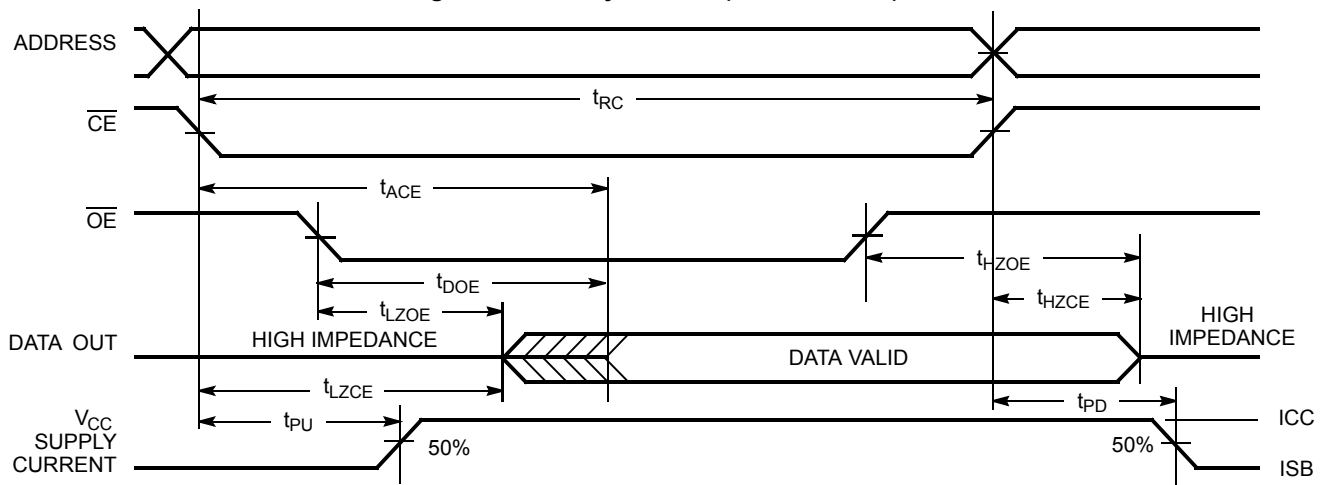 ADDRESS
tRC
CE
tACE
OE
tHZOE
tDOE
tLZOE
tHZCE
HIGH
IMPEDANCE
DATA OUT
HIGH IMPEDANCE
DATA VALID
tLZCE
tPU
tPD
VCC
SUPPLY
CURRENT
50%
50%
ICC
ISB